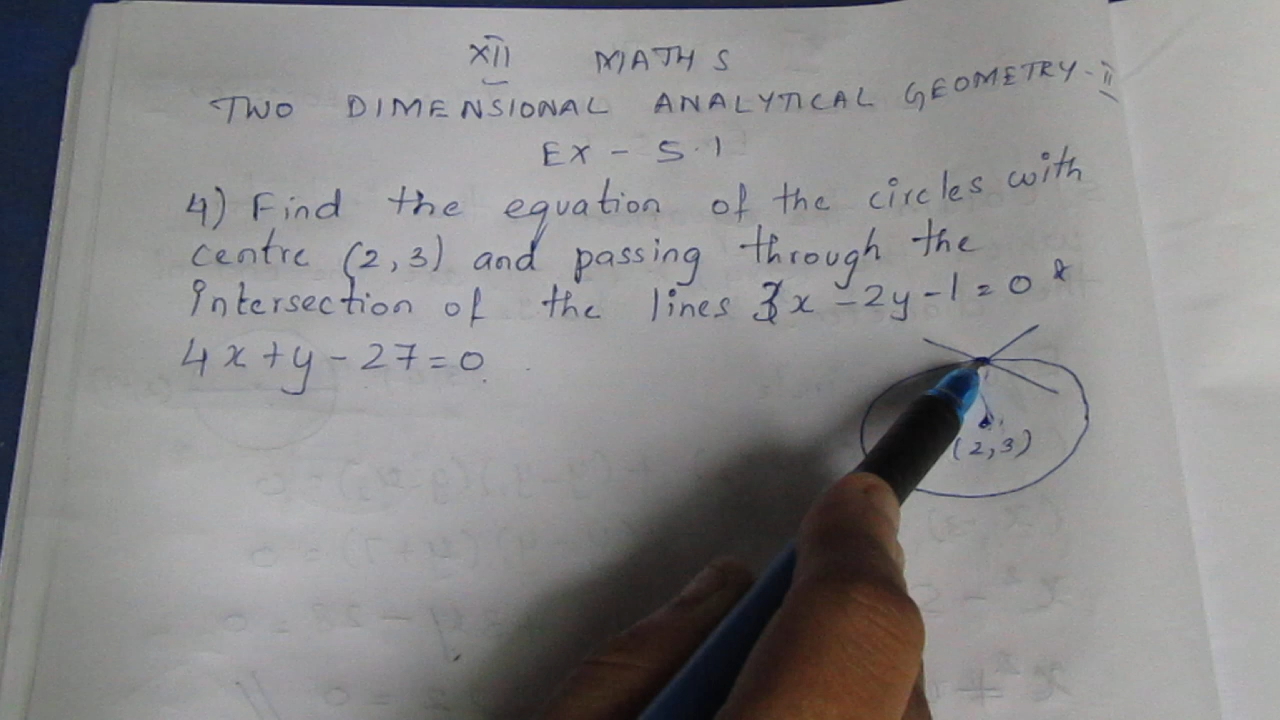 XII MATHS
TWO DIMENSIONAL ANALYTICAL GEOMETRY-II
EX - 5.1
4) Find the equation of the circles with
centre (2,3) and passing through the
intersection of the lines 3x - 2y - 1 = 0 &
4x + y - 27 = 0.
(2,3)